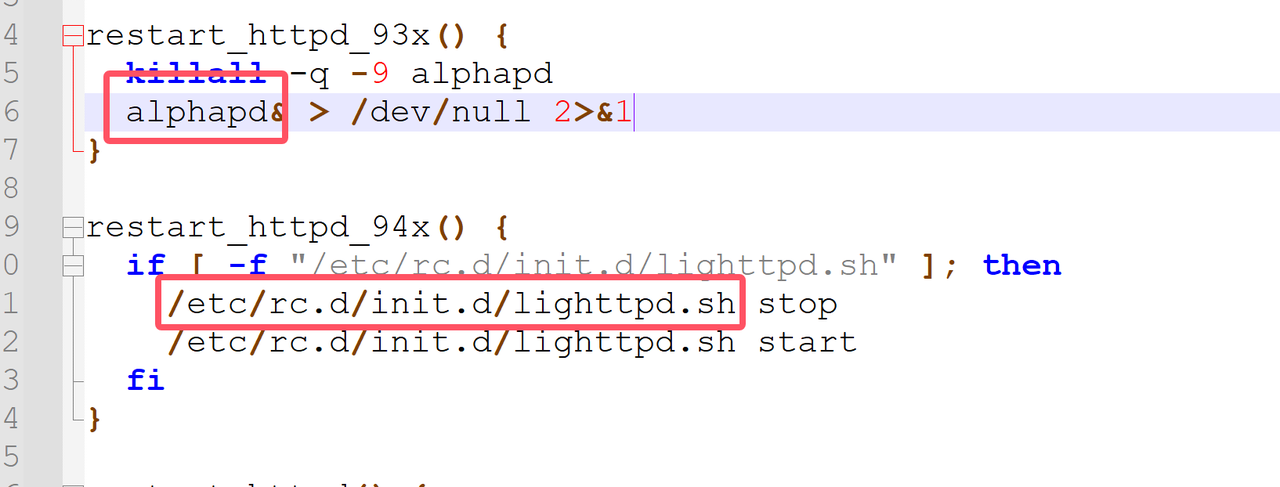 4 restart_httpd_93x() {
5 killall -q -9 alphapd
6 alphapd& > /dev/null 2>&1
7 }
8
9 restart_httpd_94x() {
0 if [ -f "/etc/rc.d/init.d/lighttpd.sh" ]; then
1 /etc/rc.d/init.d/lighttpd.sh stop
2 /etc/rc.d/init.d/lighttpd.sh start
3 fi
4 }
5